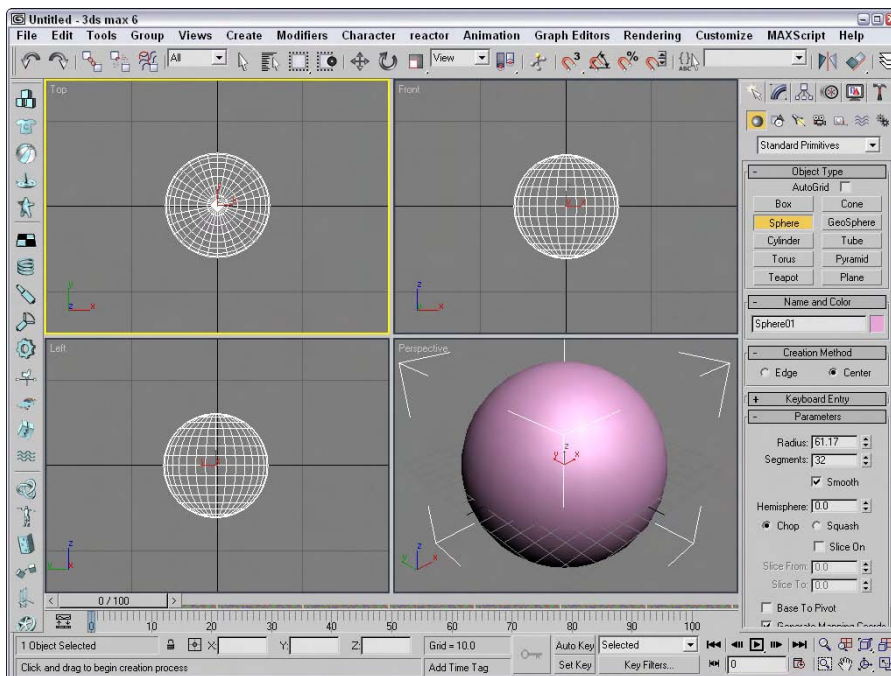 Untitled - 3ds max 6
File Edit Tools Group Views Create Modifiers Character reactor Animation Graph Editors Rendering Customize MAXScript Help
All View 3 % {} ABC
Top
Front
Left
Perspective
y x z
z x
z y
z y x
Standard Primitives
- Object Type
AutoGrid
Box Cone
Sphere GeoSphere
Cylinder Tube
Torus Pyramid
Teapot Plane
- Name and Color
Sphere01
- Creation Method
Edge Center
+ Keyboard Entry
- Parameters
Radius: 61.17
Segments: 32
Smooth
Hemisphere: 0.0
Chop Squash
Slice On
Slice From: 0.0
Slice To: 0.0
Base To Pivot
Generate Mapping Coords
< 0 / 100 >
0 10 20 30 40 50 60 70 80 90 100
1 Object Selected X: Y: Z: Grid = 10.0 Auto Key Selected
Click and drag to begin creation process Add Time Tag Set Key Key Filters... 0